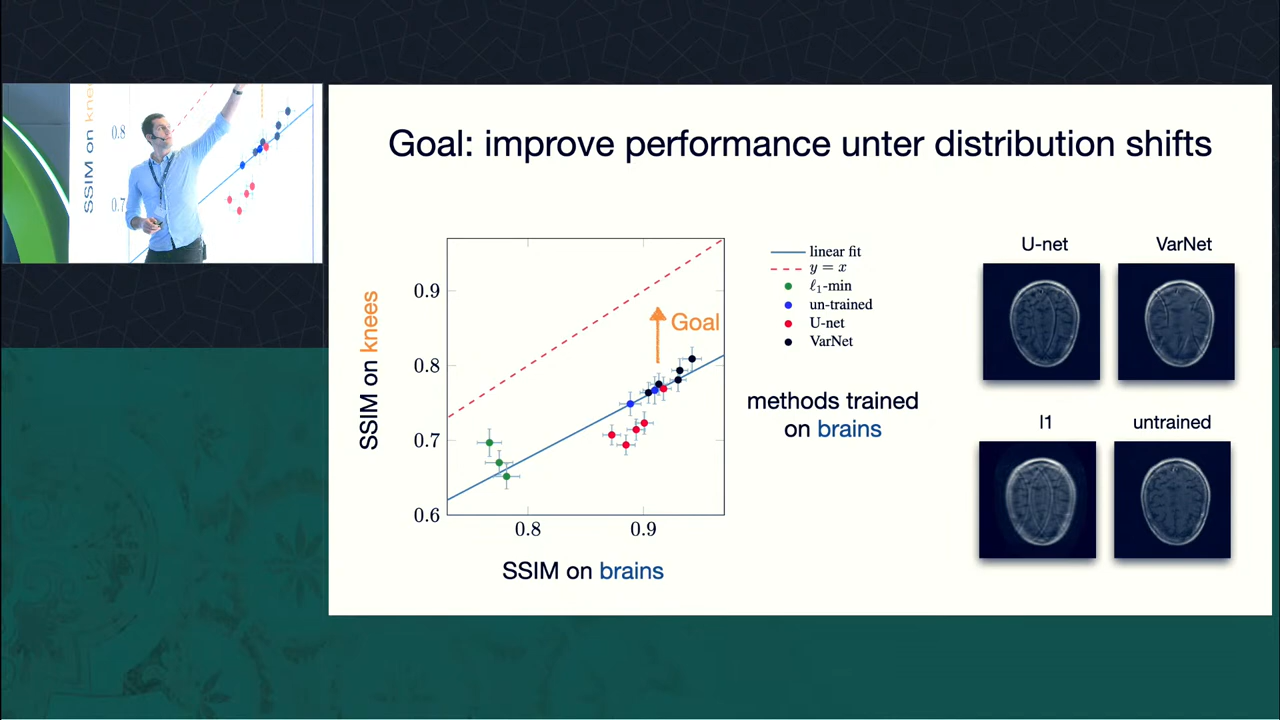 SSIM on knee
0.8
0.7
Goal: improve performance unter distribution shifts
SSIM on knees
0.9
0.8
0.7
0.6
0.8
0.9
SSIM on brains
Goal
linear fit
y = x
ℓ₁-min
un-trained
U-net
VarNet
methods trained
on brains
U-net
VarNet
l1
untrained